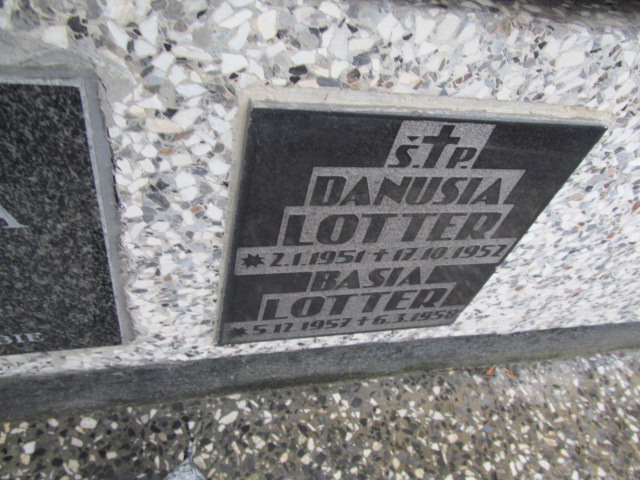 Ś.†P.
DANUSIA
LOTTER
✷ 2.1.1951 † 17.10.1952
BASIA
LOTTER
✷ 5.12.1957 † 6.3.1958